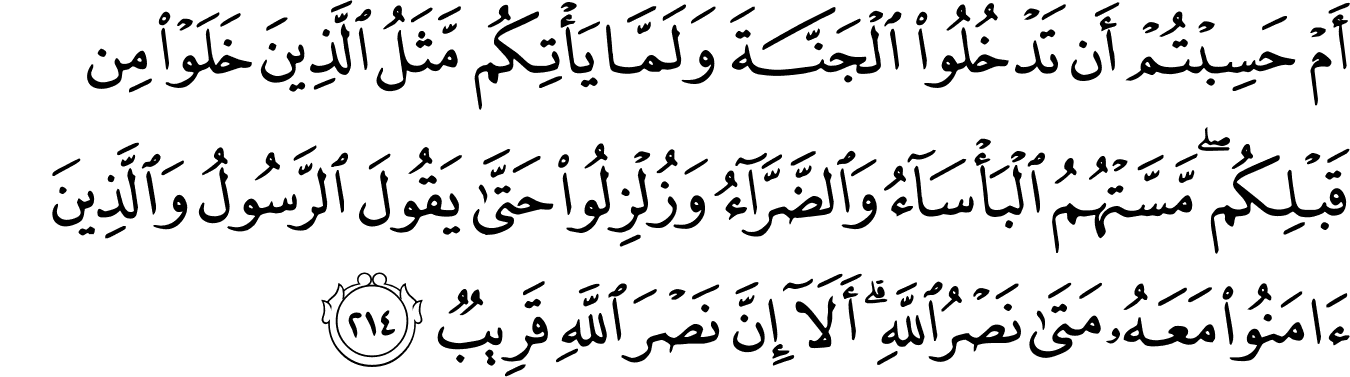 أَمْ حَسِبْتُمْ أَن تَدْخُلُوا۟ ٱلْجَنَّةَ وَلَمَّا يَأْتِكُم مَّثَلُ ٱلَّذِينَ خَلَوْا۟ مِن
قَبْلِكُم ۖ مَّسَّتْهُمُ ٱلْبَأْسَآءُ وَٱلضَّرَّآءُ وَزُلْزِلُوا۟ حَتَّىٰ يَقُولَ ٱلرَّسُولُ وَٱلَّذِينَ
ءَامَنُوا۟ مَعَهُۥ مَتَىٰ نَصْرُ ٱللَّهِ ۗ أَلَآ إِنَّ نَصْرَ ٱللَّهِ قَرِيبٌ ٢١٤